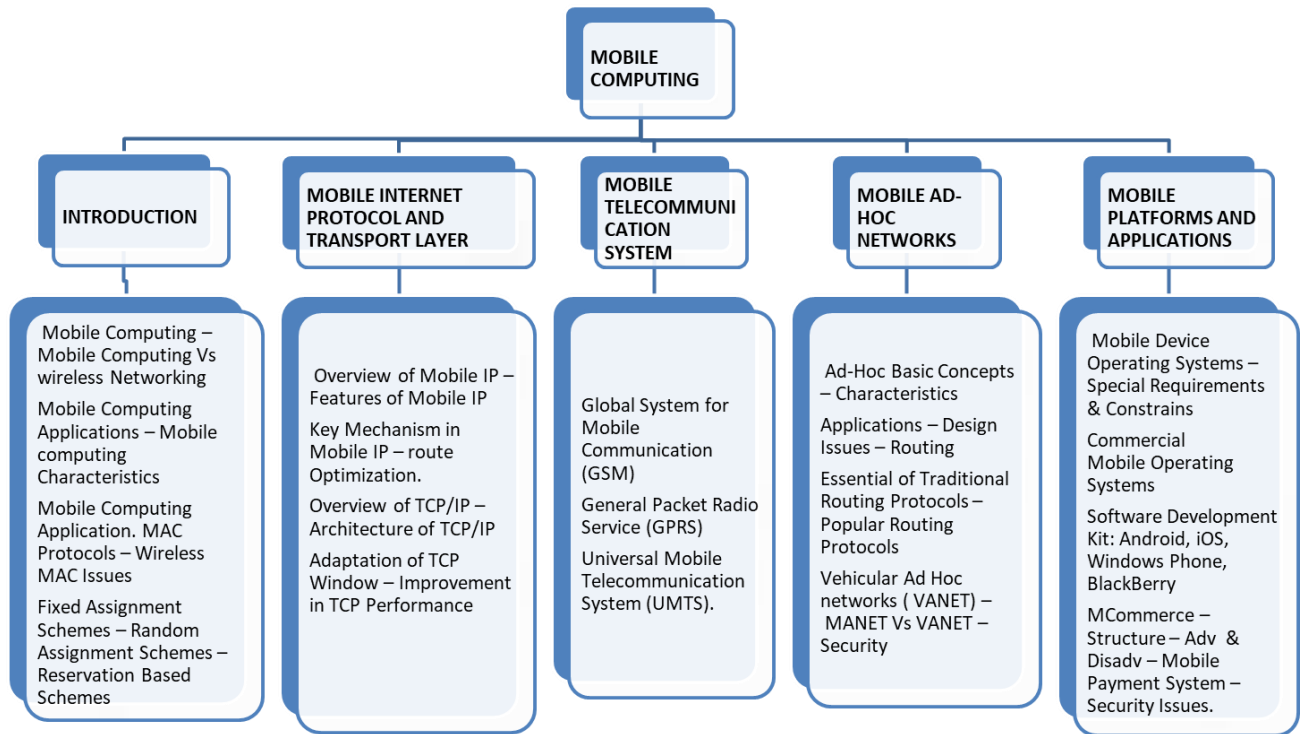 MOBILE
COMPUTING
INTRODUCTION
MOBILE INTERNET
PROTOCOL AND
TRANSPORT LAYER
MOBILE
TELECOMMUNI
CATION
SYSTEM
MOBILE AD-
HOC
NETWORKS
MOBILE
PLATFORMS AND
APPLICATIONS
Mobile Computing –
Mobile Computing Vs
wireless Networking
Mobile Computing
Applications – Mobile
computing
Characteristics
Mobile Computing
Application. MAC
Protocols – Wireless
MAC Issues
Fixed Assignment
Schemes – Random
Assignment Schemes –
Reservation Based
Schemes
Overview of Mobile IP –
Features of Mobile IP
Key Mechanism in
Mobile IP – route
Optimization.
Overview of TCP/IP –
Architecture of TCP/IP
Adaptation of TCP
Window – Improvement
in TCP Performance
Global System for
Mobile
Communication
(GSM)
General Packet Radio
Service (GPRS)
Universal Mobile
Telecommunication
System (UMTS).
Ad-Hoc Basic Concepts
– Characteristics
Applications – Design
Issues – Routing
Essential of Traditional
Routing Protocols –
Popular Routing
Protocols
Vehicular Ad Hoc
networks ( VANET) –
MANET Vs VANET –
Security
Mobile Device
Operating Systems –
Special Requirements
& Constrains
Commercial
Mobile Operating
Systems
Software Development
Kit: Android, iOS,
Windows Phone,
BlackBerry
MCommerce –
Structure – Adv & 
Disadv – Mobile
Payment System –
Security Issues.